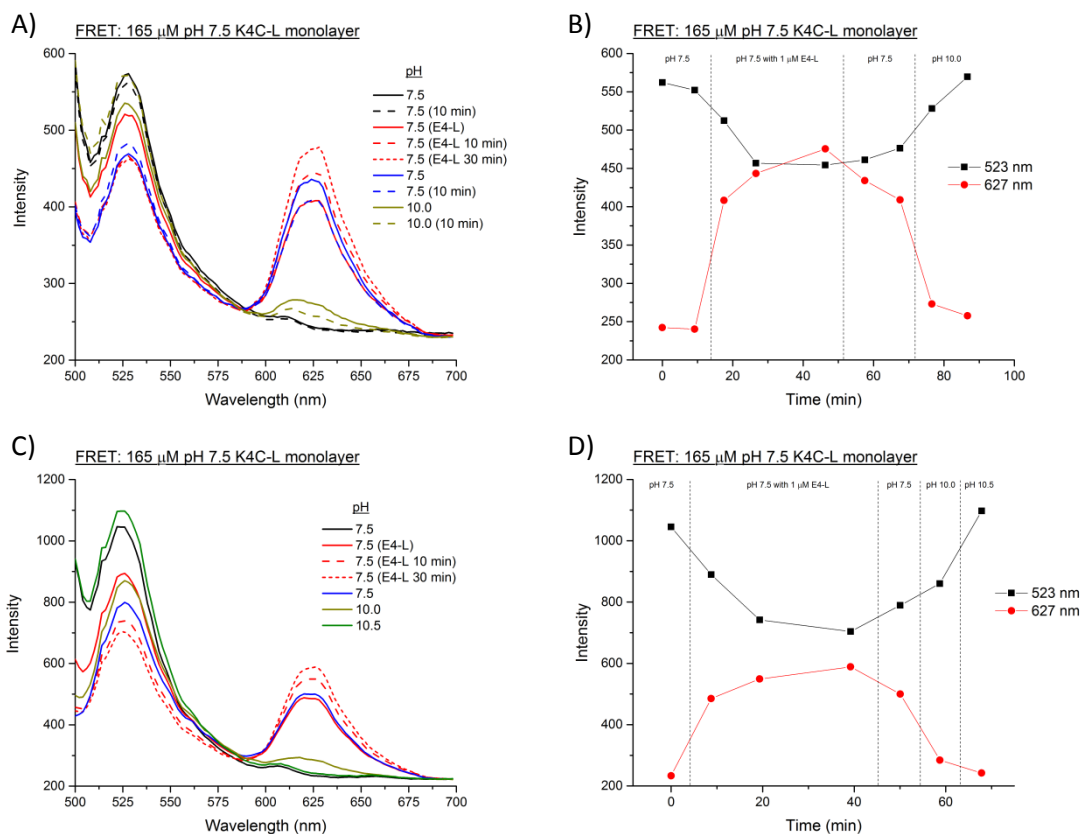 A)
FRET: 165 μM pH 7.5 K4C-L monolayer
600
500
400
300
200
Intensity
500
525
550
575
600
625
650
675
700
Wavelength (nm)
pH
7.5
7.5 (10 min)
7.5 (E4-L)
7.5 (E4-L 10 min)
7.5 (E4-L 30 min)
7.5
7.5 (10 min)
10.0
10.0 (10 min)
B)
FRET: 165 μM pH 7.5 K4C-L monolayer
pH 7.5
pH 7.5 with 1 μM E4-L
pH 7.5
pH 10.0
600
550
500
450
400
350
300
250
200
Intensity
0
20
40
60
80
100
Time (min)
523 nm
627 nm
C)
FRET: 165 μM pH 7.5 K4C-L monolayer
1200
1000
800
600
400
200
Intensity
500
525
550
575
600
625
650
675
700
Wavelength (nm)
pH
7.5
7.5 (E4-L)
7.5 (E4-L 10 min)
7.5 (E4-L 30 min)
7.5
10.0
10.5
D)
FRET: 165 μM pH 7.5 K4C-L monolayer
pH 7.5
pH 7.5 with 1 μM E4-L
pH 7.5
pH 10.0
pH 10.5
1200
1000
800
600
400
200
Intensity
0
20
40
60
Time (min)
523 nm
627 nm